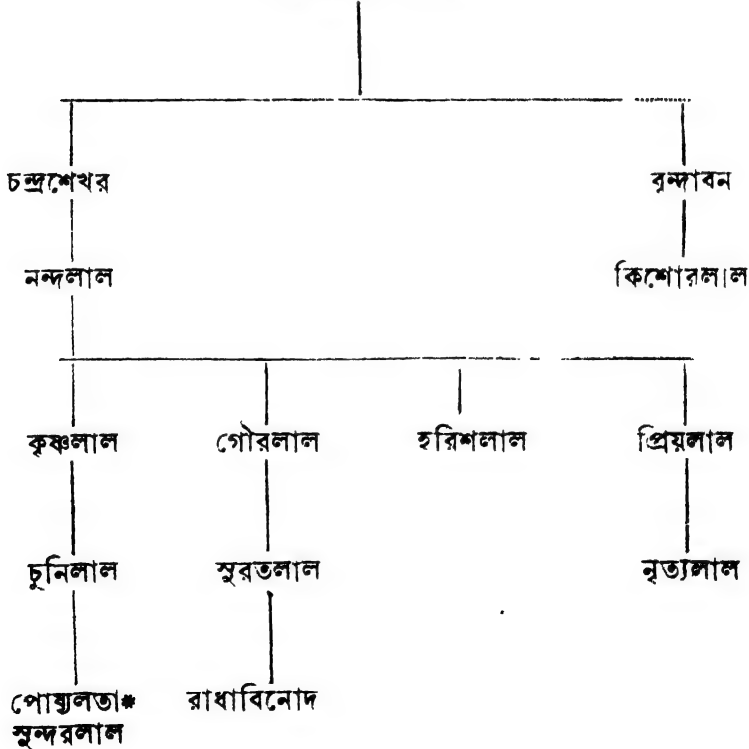 চন্দ্রশেখর বৃন্দাবন
নন্দলাল কিশোরলাল
কৃষ্ণলাল গৌরলাল হরিশলাল প্রিয়লাল
চুনিলাল সুরতলাল নৃত্যলাল
পোষ্যলতা* রাধাবিনোদ
সুন্দরলাল